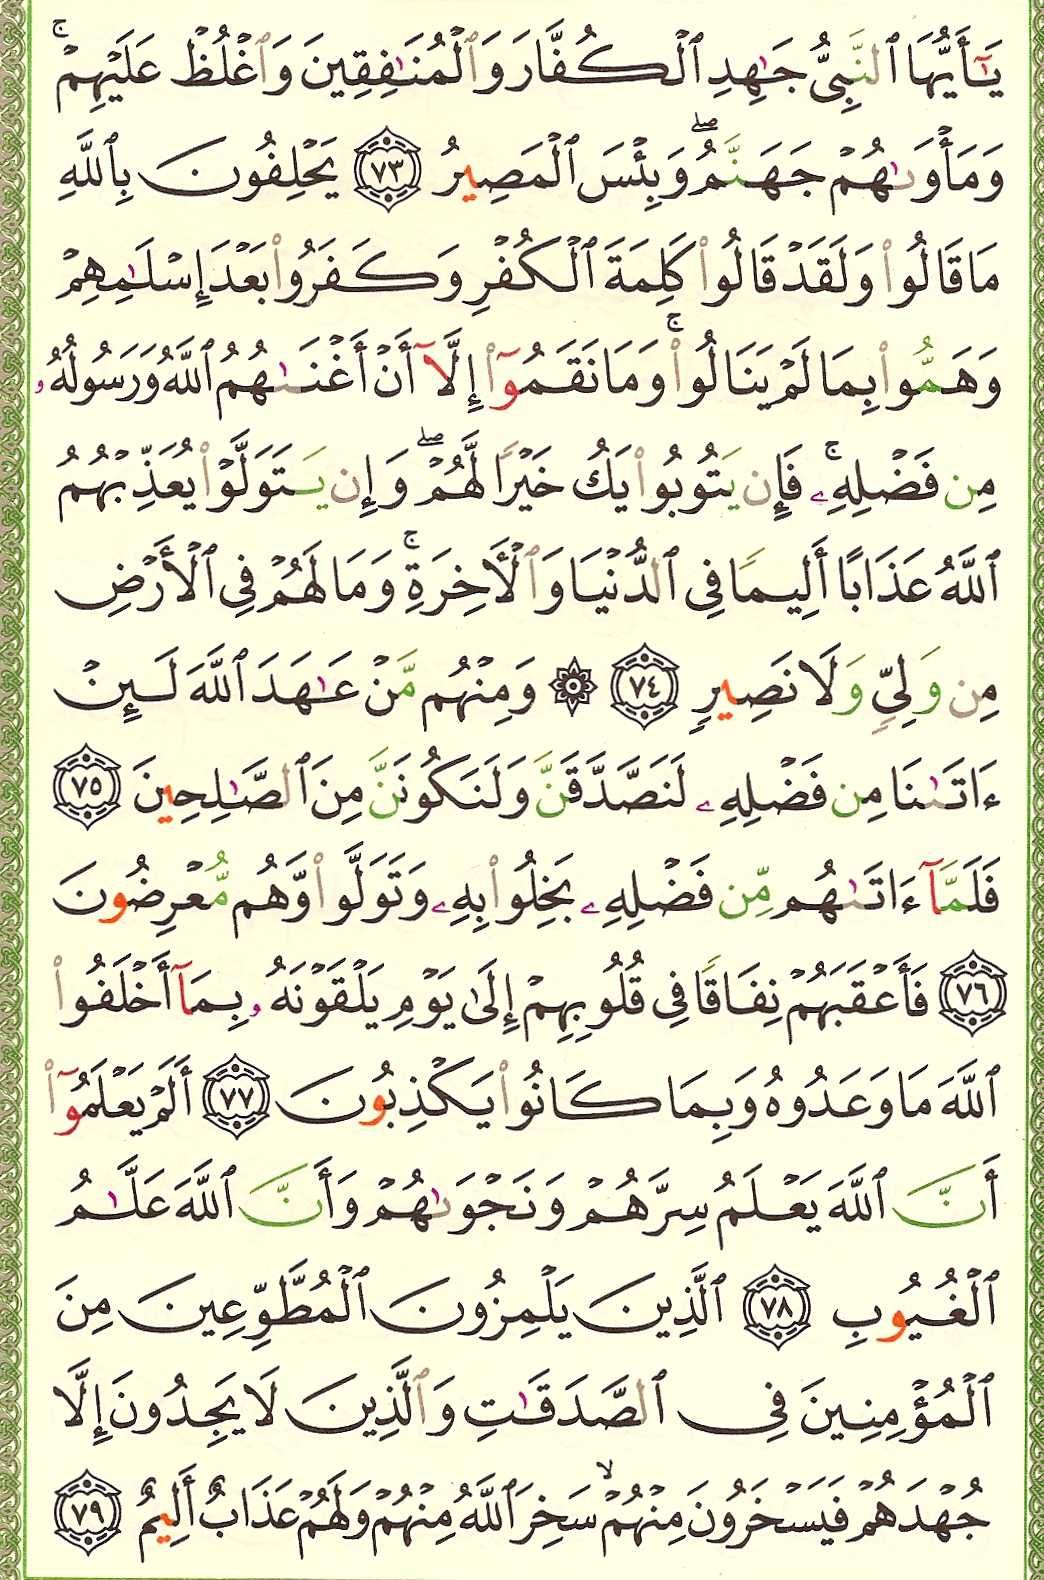 يَـٰٓأَيُّهَا ٱلنَّبِىُّ جَـٰهِدِ ٱلْكُفَّارَ وَٱلْمُنَـٰفِقِينَ وَٱغْلُظْ عَلَيْهِمْ ۚ
وَمَأْوَىٰهُمْ جَهَنَّمُ ۖ وَبِئْسَ ٱلْمَصِيرُ ٧٣ يَحْلِفُونَ بِٱللَّهِ
مَا قَالُوا۟ وَلَقَدْ قَالُوا۟ كَلِمَةَ ٱلْكُفْرِ وَكَفَرُوا۟ بَعْدَ إِسْلَـٰمِهِمْ
وَهَمُّوا۟ بِمَا لَمْ يَنَالُوا۟ ۚ وَمَا نَقَمُوٓا۟ إِلَّآ أَنْ أَغْنَىٰهُمُ ٱللَّهُ وَرَسُولُهُۥ
مِن فَضْلِهِۦ ۚ فَإِن يَتُوبُوا۟ يَكُ خَيْرًا لَّهُمْ ۖ وَإِن يَتَوَلَّوْا۟ يُعَذِّبْهُمُ
ٱللَّهُ عَذَابًا أَلِيمًا فِى ٱلدُّنْيَا وَٱلْـَٔاخِرَةِ ۚ وَمَا لَهُمْ فِى ٱلْأَرْضِ
مِن وَلِىٍّ وَلَا نَصِيرٍ ٧٤ ۞ وَمِنْهُم مَّنْ عَـٰهَدَ ٱللَّهَ لَئِنْ
ءَاتَىٰنَا مِن فَضْلِهِۦ لَنَصَّدَّقَنَّ وَلَنَكُونَنَّ مِنَ ٱلصَّـٰلِحِينَ ٧٥
فَلَمَّآ ءَاتَىٰهُم مِّن فَضْلِهِۦ بَخِلُوا۟ بِهِۦ وَتَوَلَّوا۟ وَّهُم مُّعْرِضُونَ
٧٦ فَأَعْقَبَهُمْ نِفَاقًا فِى قُلُوبِهِمْ إِلَىٰ يَوْمِ يَلْقَوْنَهُۥ بِمَآ أَخْلَفُوا۟
ٱللَّهَ مَا وَعَدُوهُ وَبِمَا كَانُوا۟ يَكْذِبُونَ ٧٧ أَلَمْ يَعْلَمُوٓا۟
أَنَّ ٱللَّهَ يَعْلَمُ سِرَّهُمْ وَنَجْوَىٰهُمْ وَأَنَّ ٱللَّهَ عَلَّـٰمُ
ٱلْغُيُوبِ ٧٨ ٱلَّذِينَ يَلْمِزُونَ ٱلْمُطَّوِّعِينَ مِنَ
ٱلْمُؤْمِنِينَ فِى ٱلصَّدَقَـٰتِ وَٱلَّذِينَ لَا يَجِدُونَ إِلَّا
جُهْدَهُمْ فَيَسْخَرُونَ مِنْهُمْ ۙ سَخِرَ ٱللَّهُ مِنْهُمْ وَلَهُمْ عَذَابٌ أَلِيمٌ ٧٩